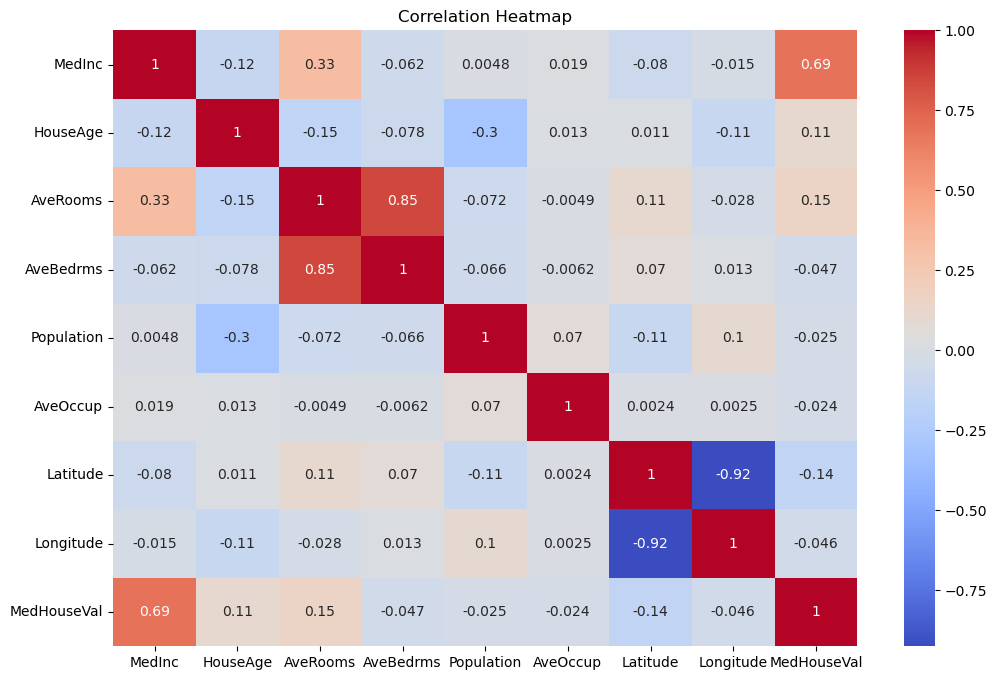 Correlation Heatmap
MedInc 1 -0.12 0.33 -0.062 0.0048 0.019 -0.08 -0.015 0.69
HouseAge -0.12 1 -0.15 -0.078 -0.3 0.013 0.011 -0.11 0.11
AveRooms 0.33 -0.15 1 0.85 -0.072 -0.0049 0.11 -0.028 0.15
AveBedrms -0.062 -0.078 0.85 1 -0.066 -0.0062 0.07 0.013 -0.047
Population 0.0048 -0.3 -0.072 -0.066 1 0.07 -0.11 0.1 -0.025
AveOccup 0.019 0.013 -0.0049 -0.0062 0.07 1 0.0024 0.0025 -0.024
Latitude -0.08 0.011 0.11 0.07 -0.11 0.0024 1 -0.92 -0.14
Longitude -0.015 -0.11 -0.028 0.013 0.1 0.0025 -0.92 1 -0.046
MedHouseVal 0.69 0.11 0.15 -0.047 -0.025 -0.024 -0.14 -0.046 1
MedInc HouseAge AveRooms AveBedrms Population AveOccup Latitude Longitude MedHouseVal
1.00
0.75
0.50
0.25
0.00
−0.25
−0.50
−0.75